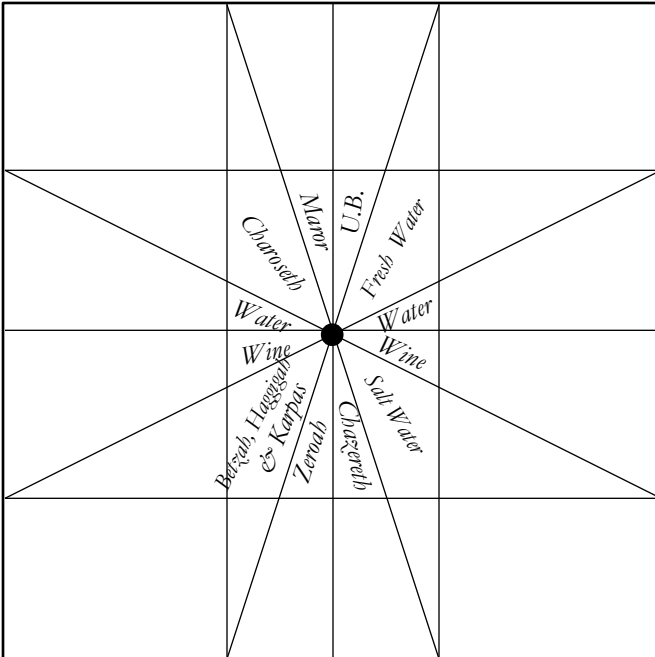 Maror
U.B.
Charoseth
Fresh Water
Water
Water
Wine
Wine
Betzah, Haggigah
& Karpas
Zeroah
Chazereth
Salt Water